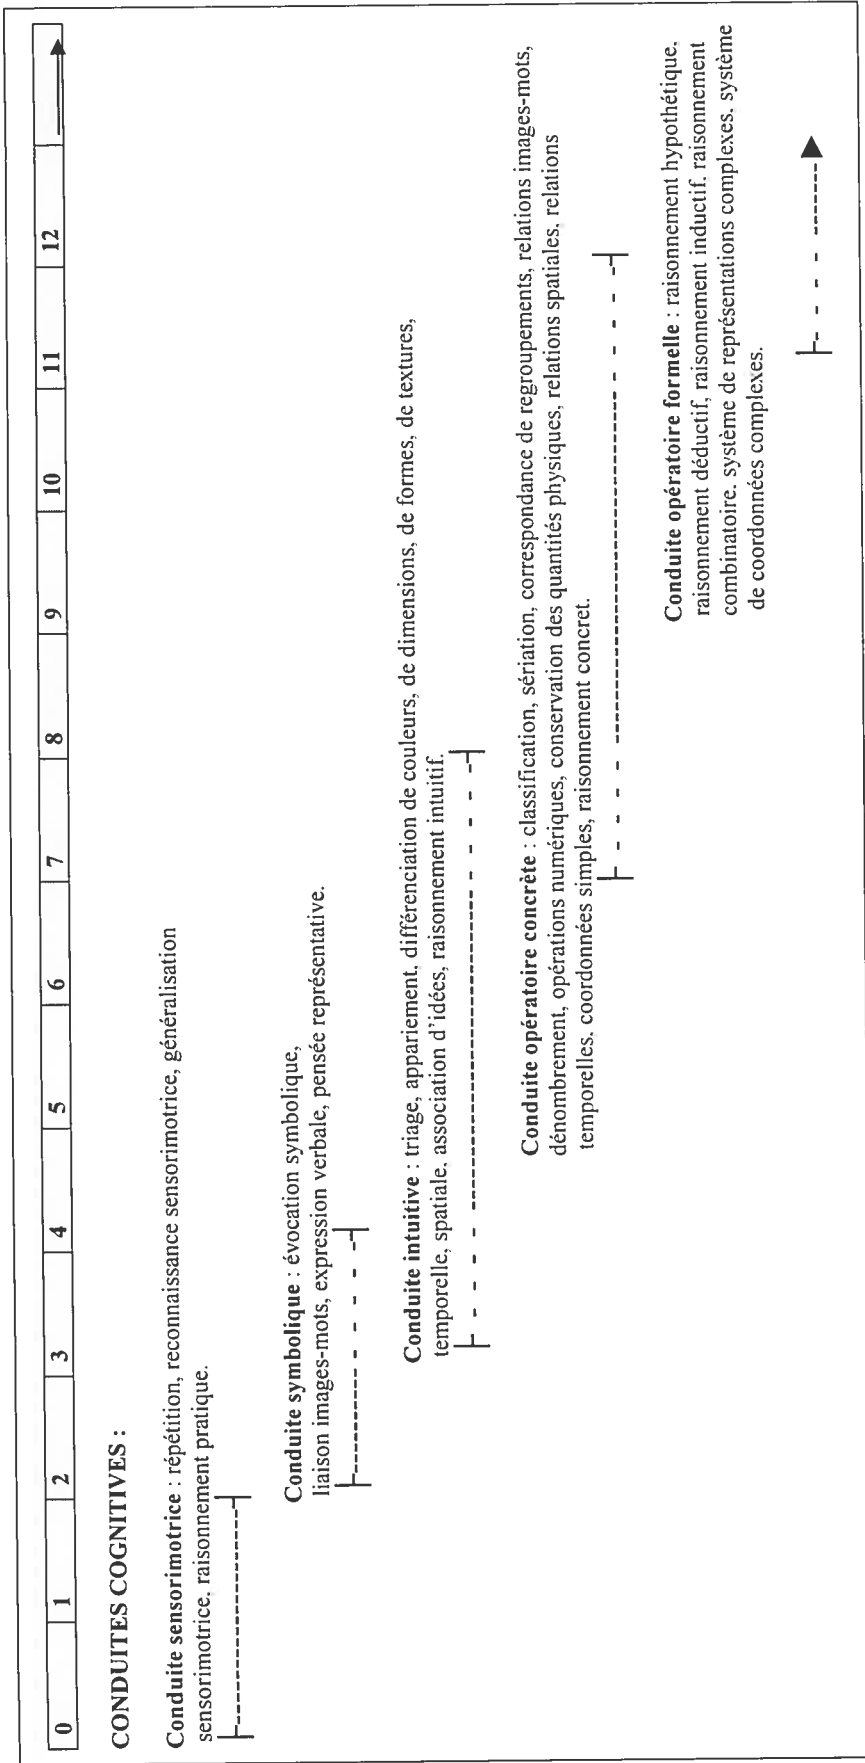 0 1 2 3 4 5 6 7 8 9 10 11 12
CONDUITES COGNITIVES :
Conduite sensorimotrice : répétition, reconnaissance sensorimotrice, généralisation
sensorimotrice, raisonnement pratique.
Conduite symbolique : évocation symbolique,
liaison images-mots, expression verbale, pensée représentative.
Conduite intuitive : triage, appariement, différenciation de couleurs, de dimensions, de formes, de textures,
temporelle, spatiale, association d'idées, raisonnement intuitif.
Conduite opératoire concrète : classification, sériation, correspondance de regroupements, relations images-mots,
dénombrement, opérations numériques, conservation des quantités physiques, relations spatiales, relations
temporelles, coordonnées simples, raisonnement concret.
Conduite opératoire formelle : raisonnement hypothétique,
raisonnement déductif, raisonnement inductif, raisonnement
combinatoire, système de représentations complexes, système
de coordonnées complexes.